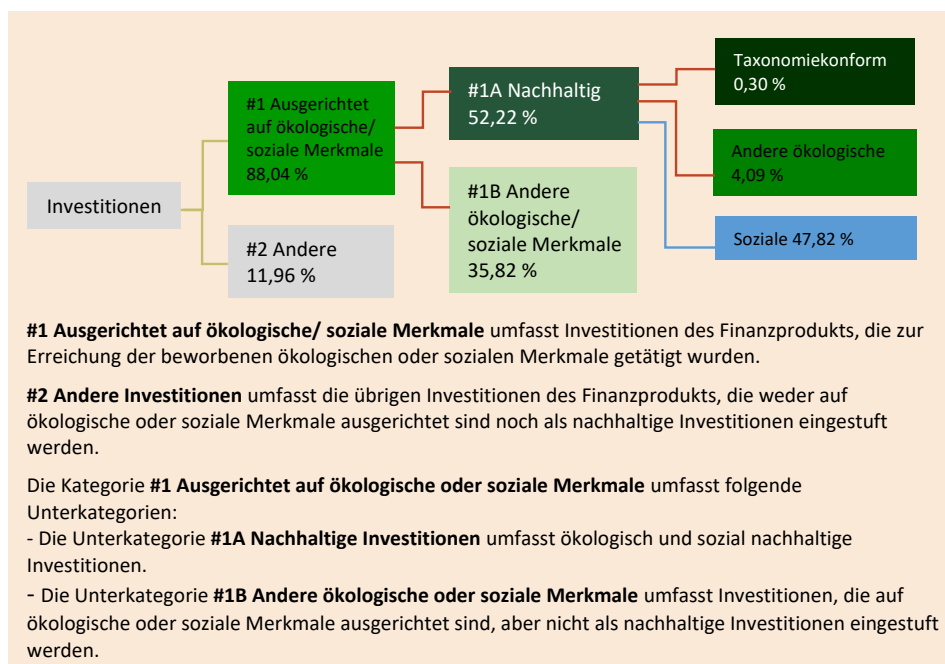 Investitionen
#1 Ausgerichtet
auf ökologische/
soziale Merkmale
88,04 %
#2 Andere
11,96 %
#1A Nachhaltig
52,22 %
#1B Andere
ökologische/
soziale Merkmale
35,82 %
Taxonomiekonform
0,30 %
Andere ökologische
4,09 %
Soziale 47,82 %
#1 Ausgerichtet auf ökologische/ soziale Merkmale umfasst Investitionen des Finanzprodukts, die zur
Erreichung der beworbenen ökologischen oder sozialen Merkmale getätigt wurden.
#2 Andere Investitionen umfasst die übrigen Investitionen des Finanzprodukts, die weder auf
ökologische oder soziale Merkmale ausgerichtet sind noch als nachhaltige Investitionen eingestuft
werden.
Die Kategorie #1 Ausgerichtet auf ökologische oder soziale Merkmale umfasst folgende
Unterkategorien:
- Die Unterkategorie #1A Nachhaltige Investitionen umfasst ökologisch und sozial nachhaltige
Investitionen.
- Die Unterkategorie #1B Andere ökologische oder soziale Merkmale umfasst Investitionen, die auf
ökologische oder soziale Merkmale ausgerichtet sind, aber nicht als nachhaltige Investitionen eingestuft
werden.